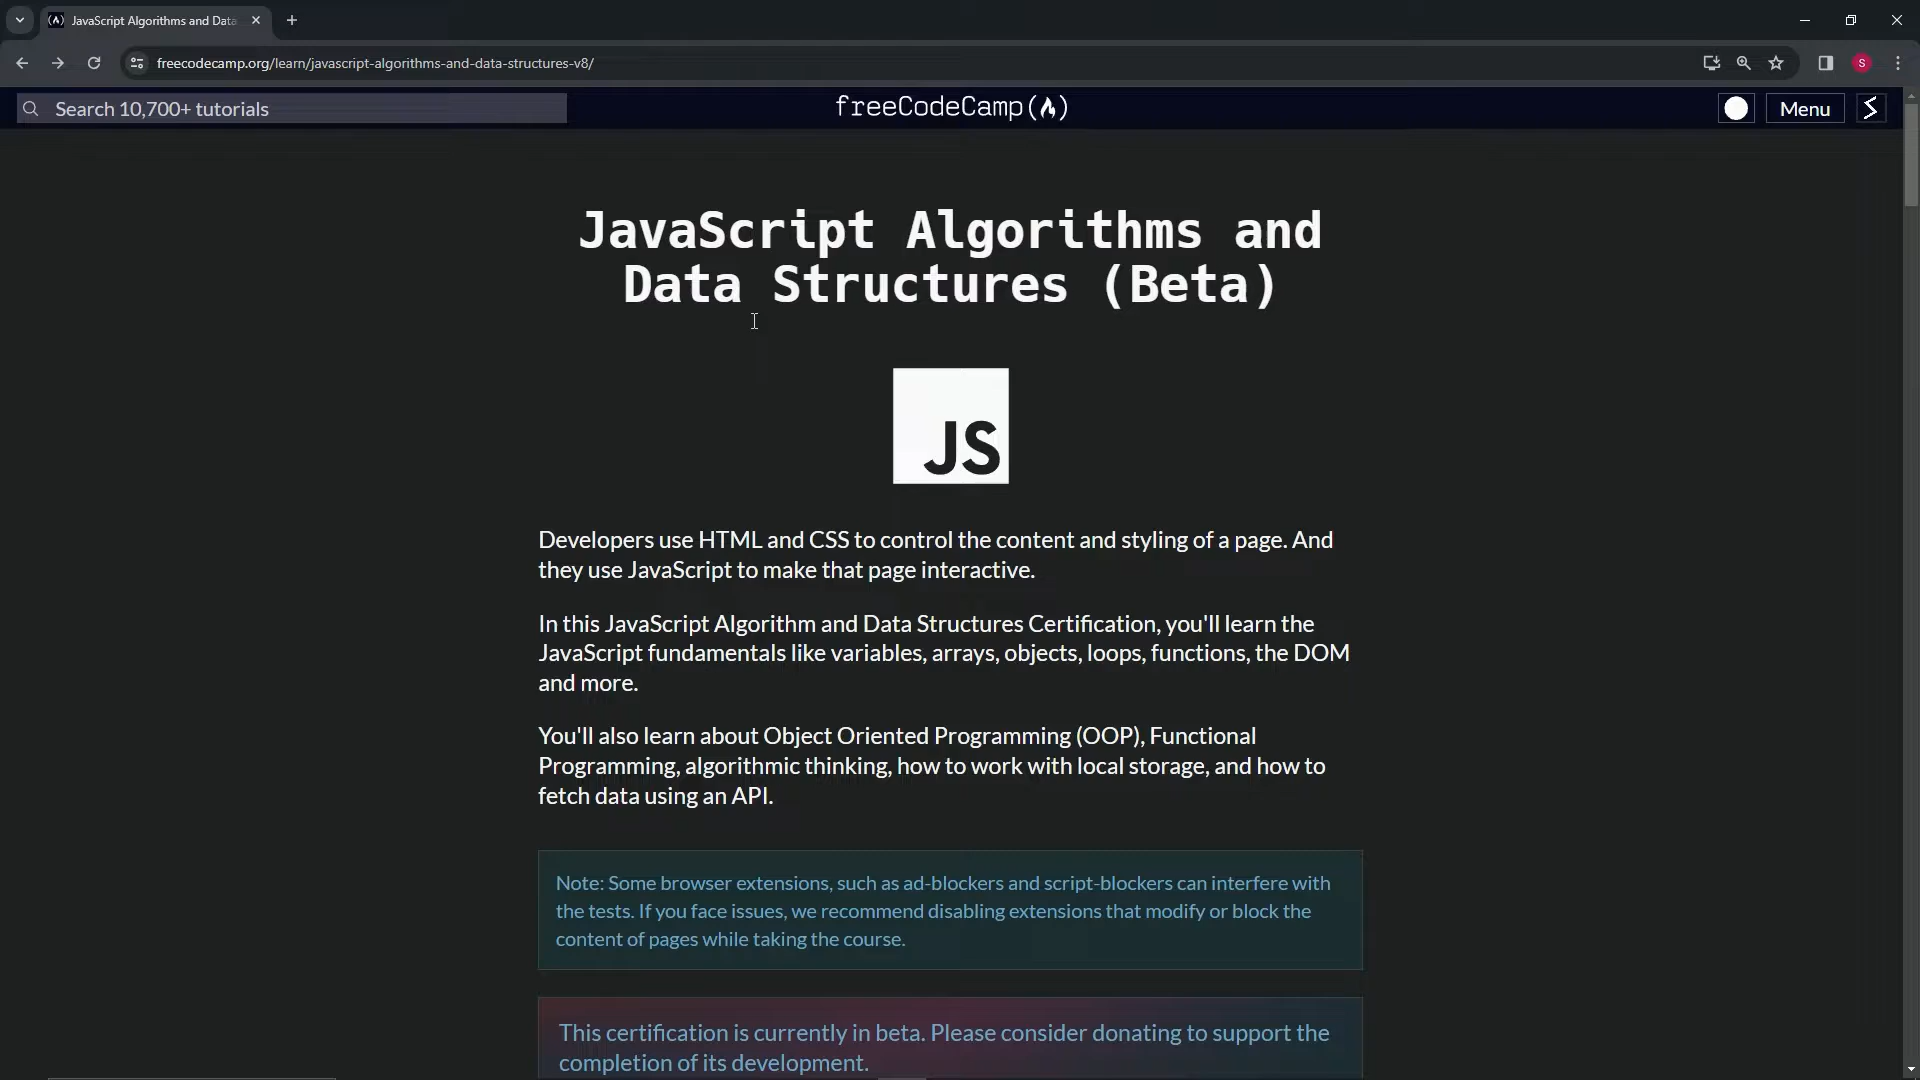 JavaScript Algorithms and Data
freecodecamp.org/learn/javascript-algorithms-and-data-structures-v8/
S
Search 10,700+ tutorials
freeCodeCamp
Menu
JavaScript Algorithms and
Data Structures (Beta)
JS
Developers use HTML and CSS to control the content and styling of a page. And
they use JavaScript to make that page interactive.
In this JavaScript Algorithm and Data Structures Certification, you'll learn the
JavaScript fundamentals like variables, arrays, objects, loops, functions, the DOM
and more.
You'll also learn about Object Oriented Programming (OOP), Functional
Programming, algorithmic thinking, how to work with local storage, and how to
fetch data using an API.
Note: Some browser extensions, such as ad-blockers and script-blockers can interfere with
the tests. If you face issues, we recommend disabling extensions that modify or block the
content of pages while taking the course.
This certification is currently in beta. Please consider donating to support the
completion of its development.